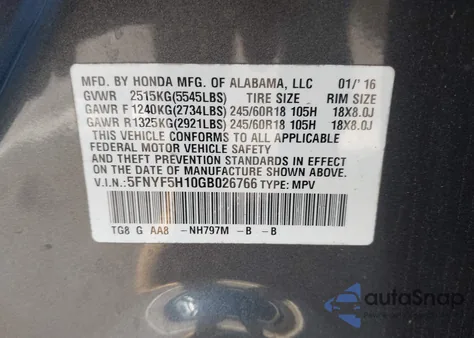 MFD. BY HONDA MFG. OF ALABAMA, LLC 01/'16
GVWR 2515KG(5545LBS) TIRE SIZE RIM SIZE
GAWR F 1240KG(2734LBS) 245/60R18 105H 18X8.0J
GAWR R 1325KG(2921LBS) 245/60R18 105H 18X8.0J
THIS VEHICLE CONFORMS TO ALL APPLICABLE
FEDERAL MOTOR VEHICLE SAFETY
AND THEFT PREVENTION STANDARDS IN EFFECT ON
THE DATE OF MANUFACTURE SHOWN ABOVE.
V.I.N.: 5FNYF5H10GB026766 TYPE: MPV
TG8 G AA8 -NH797M -B -B
autoSnap